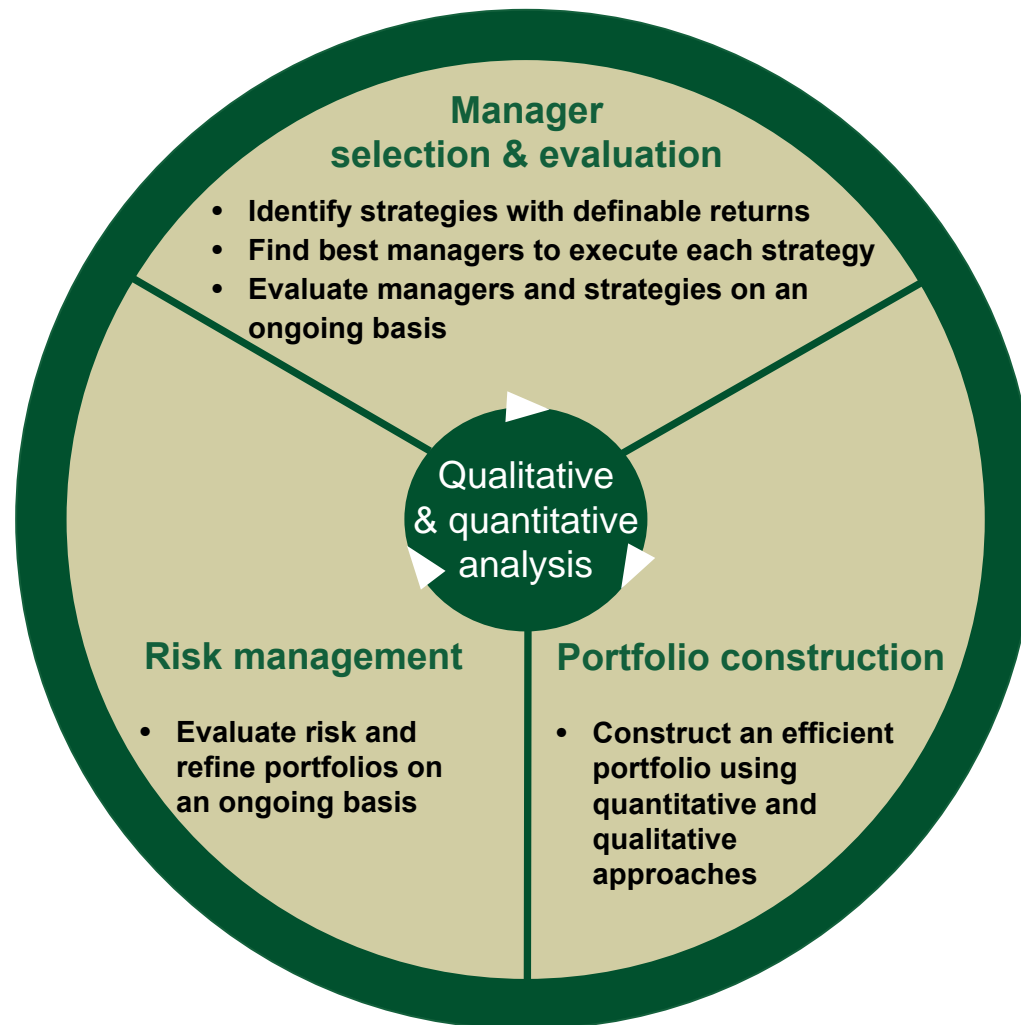 Manager
selection & evaluation
• Identify strategies with definable returns
• Find best managers to execute each strategy
• Evaluate managers and strategies on an
ongoing basis
Qualitative
& quantitative
analysis
Risk management
• Evaluate risk and
refine portfolios on
an ongoing basis
Portfolio construction
• Construct an efficient
portfolio using
quantitative and
qualitative
approaches